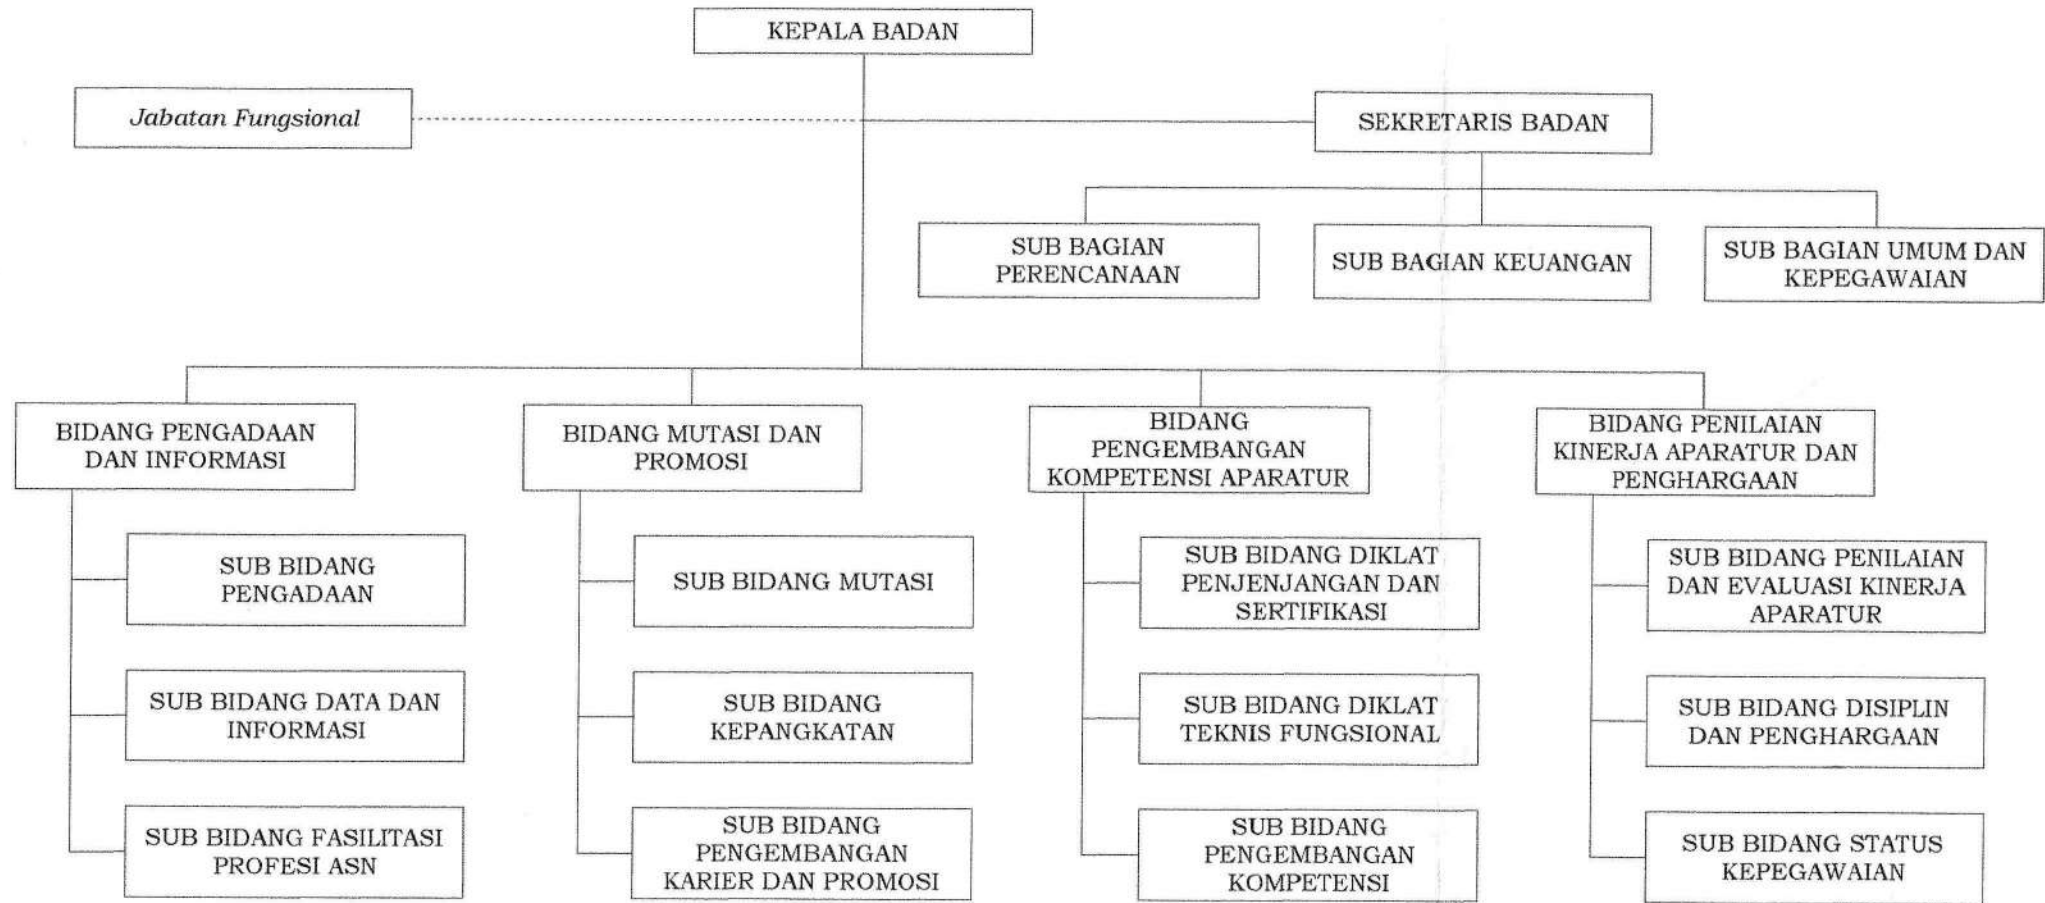 KEPALA BADAN
Jabatan Fungsional
SEKRETARIS BADAN
SUB BAGIAN
PERENCANAAN
SUB BAGIAN KEUANGAN
SUB BAGIAN UMUM DAN
KEPEGAWAIAN
BIDANG PENGADAAN
DAN INFORMASI
BIDANG MUTASI DAN
PROMOSI
BIDANG
PENGEMBANGAN
KOMPETENSI APARATUR
BIDANG PENILAIAN
KINERJA APARATUR DAN
PENGHARGAAN
SUB BIDANG
PENGADAAN
SUB BIDANG MUTASI
SUB BIDANG DIKLAT
PENJENJANGAN DAN
SERTIFIKASI
SUB BIDANG PENILAIAN
DAN EVALUASI KINERJA
APARATUR
SUB BIDANG DATA DAN
INFORMASI
SUB BIDANG
KEPANGKATAN
SUB BIDANG DIKLAT
TEKNIS FUNGSIONAL
SUB BIDANG DISIPLIN
DAN PENGHARGAAN
SUB BIDANG FASILITASI
PROFESI ASN
SUB BIDANG
PENGEMBANGAN
KARIER DAN PROMOSI
SUB BIDANG
PENGEMBANGAN
KOMPETENSI
SUB BIDANG STATUS
KEPEGAWAIAN